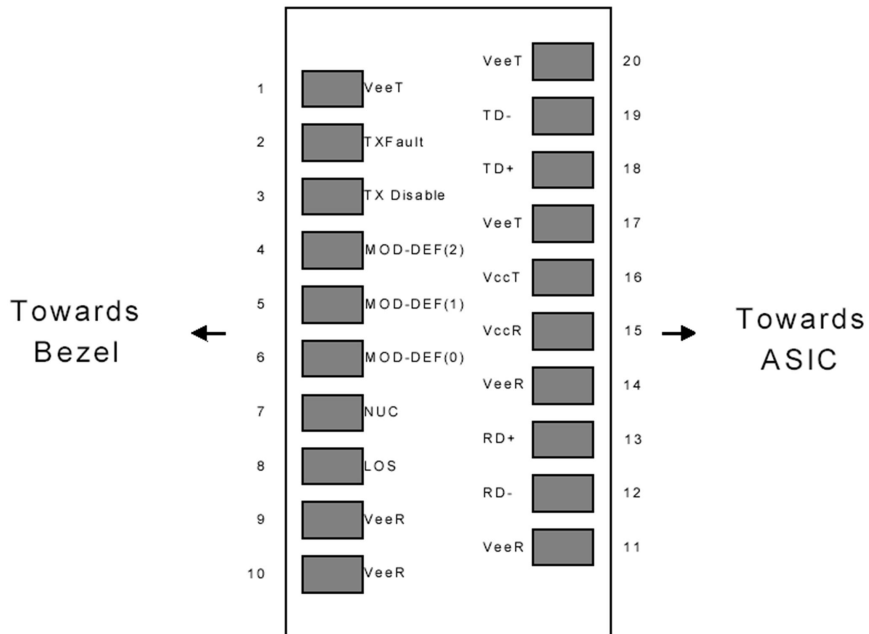 VeeT 20
1 VeeT
TD- 19
2 TXFault
TD+ 18
3 TX Disable
VeeT 17
4 MOD-DEF(2)
VccT 16
5 MOD-DEF(1)
Towards
Bezel
VccR 15
Towards
ASIC
6 MOD-DEF(0)
VeeR 14
7 NUC
RD+ 13
8 LOS
RD- 12
9 VeeR
VeeR 11
10 VeeR